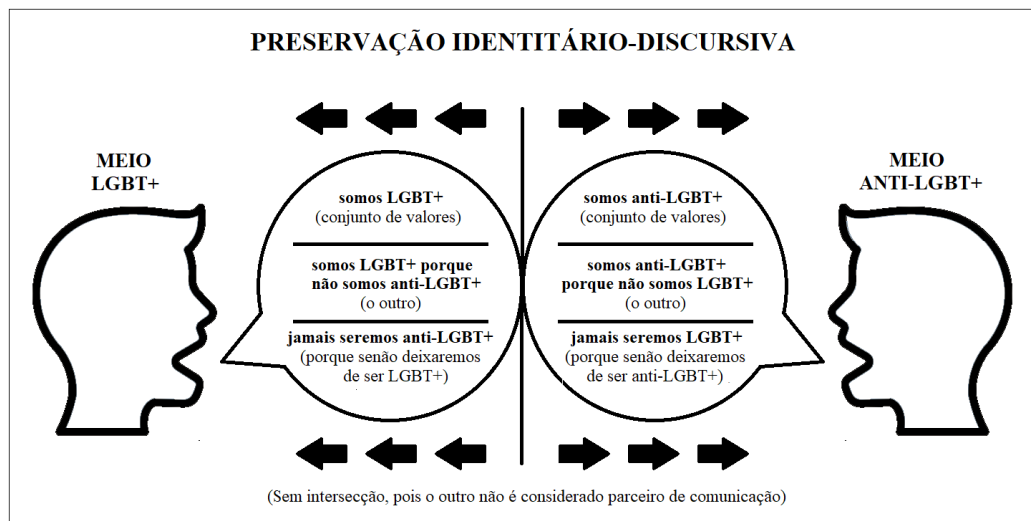 PRESERVAÇÃO IDENTITÁRIO-DISCURSIVA
MEIO
LGBT+
somos LGBT+
(conjunto de valores)
somos LGBT+ porque
não somos anti-LGBT+
(o outro)
jamais seremos anti-LGBT+
(porque senão deixaremos
de ser LGBT+)
somos anti-LGBT+
(conjunto de valores)
somos anti-LGBT+
porque não somos LGBT+
(o outro)
jamais seremos LGBT+
(porque senão deixaremos
de ser anti-LGBT+)
MEIO
ANTI-LGBT+
(Sem intersecção, pois o outro não é considerado parceiro de comunicação)